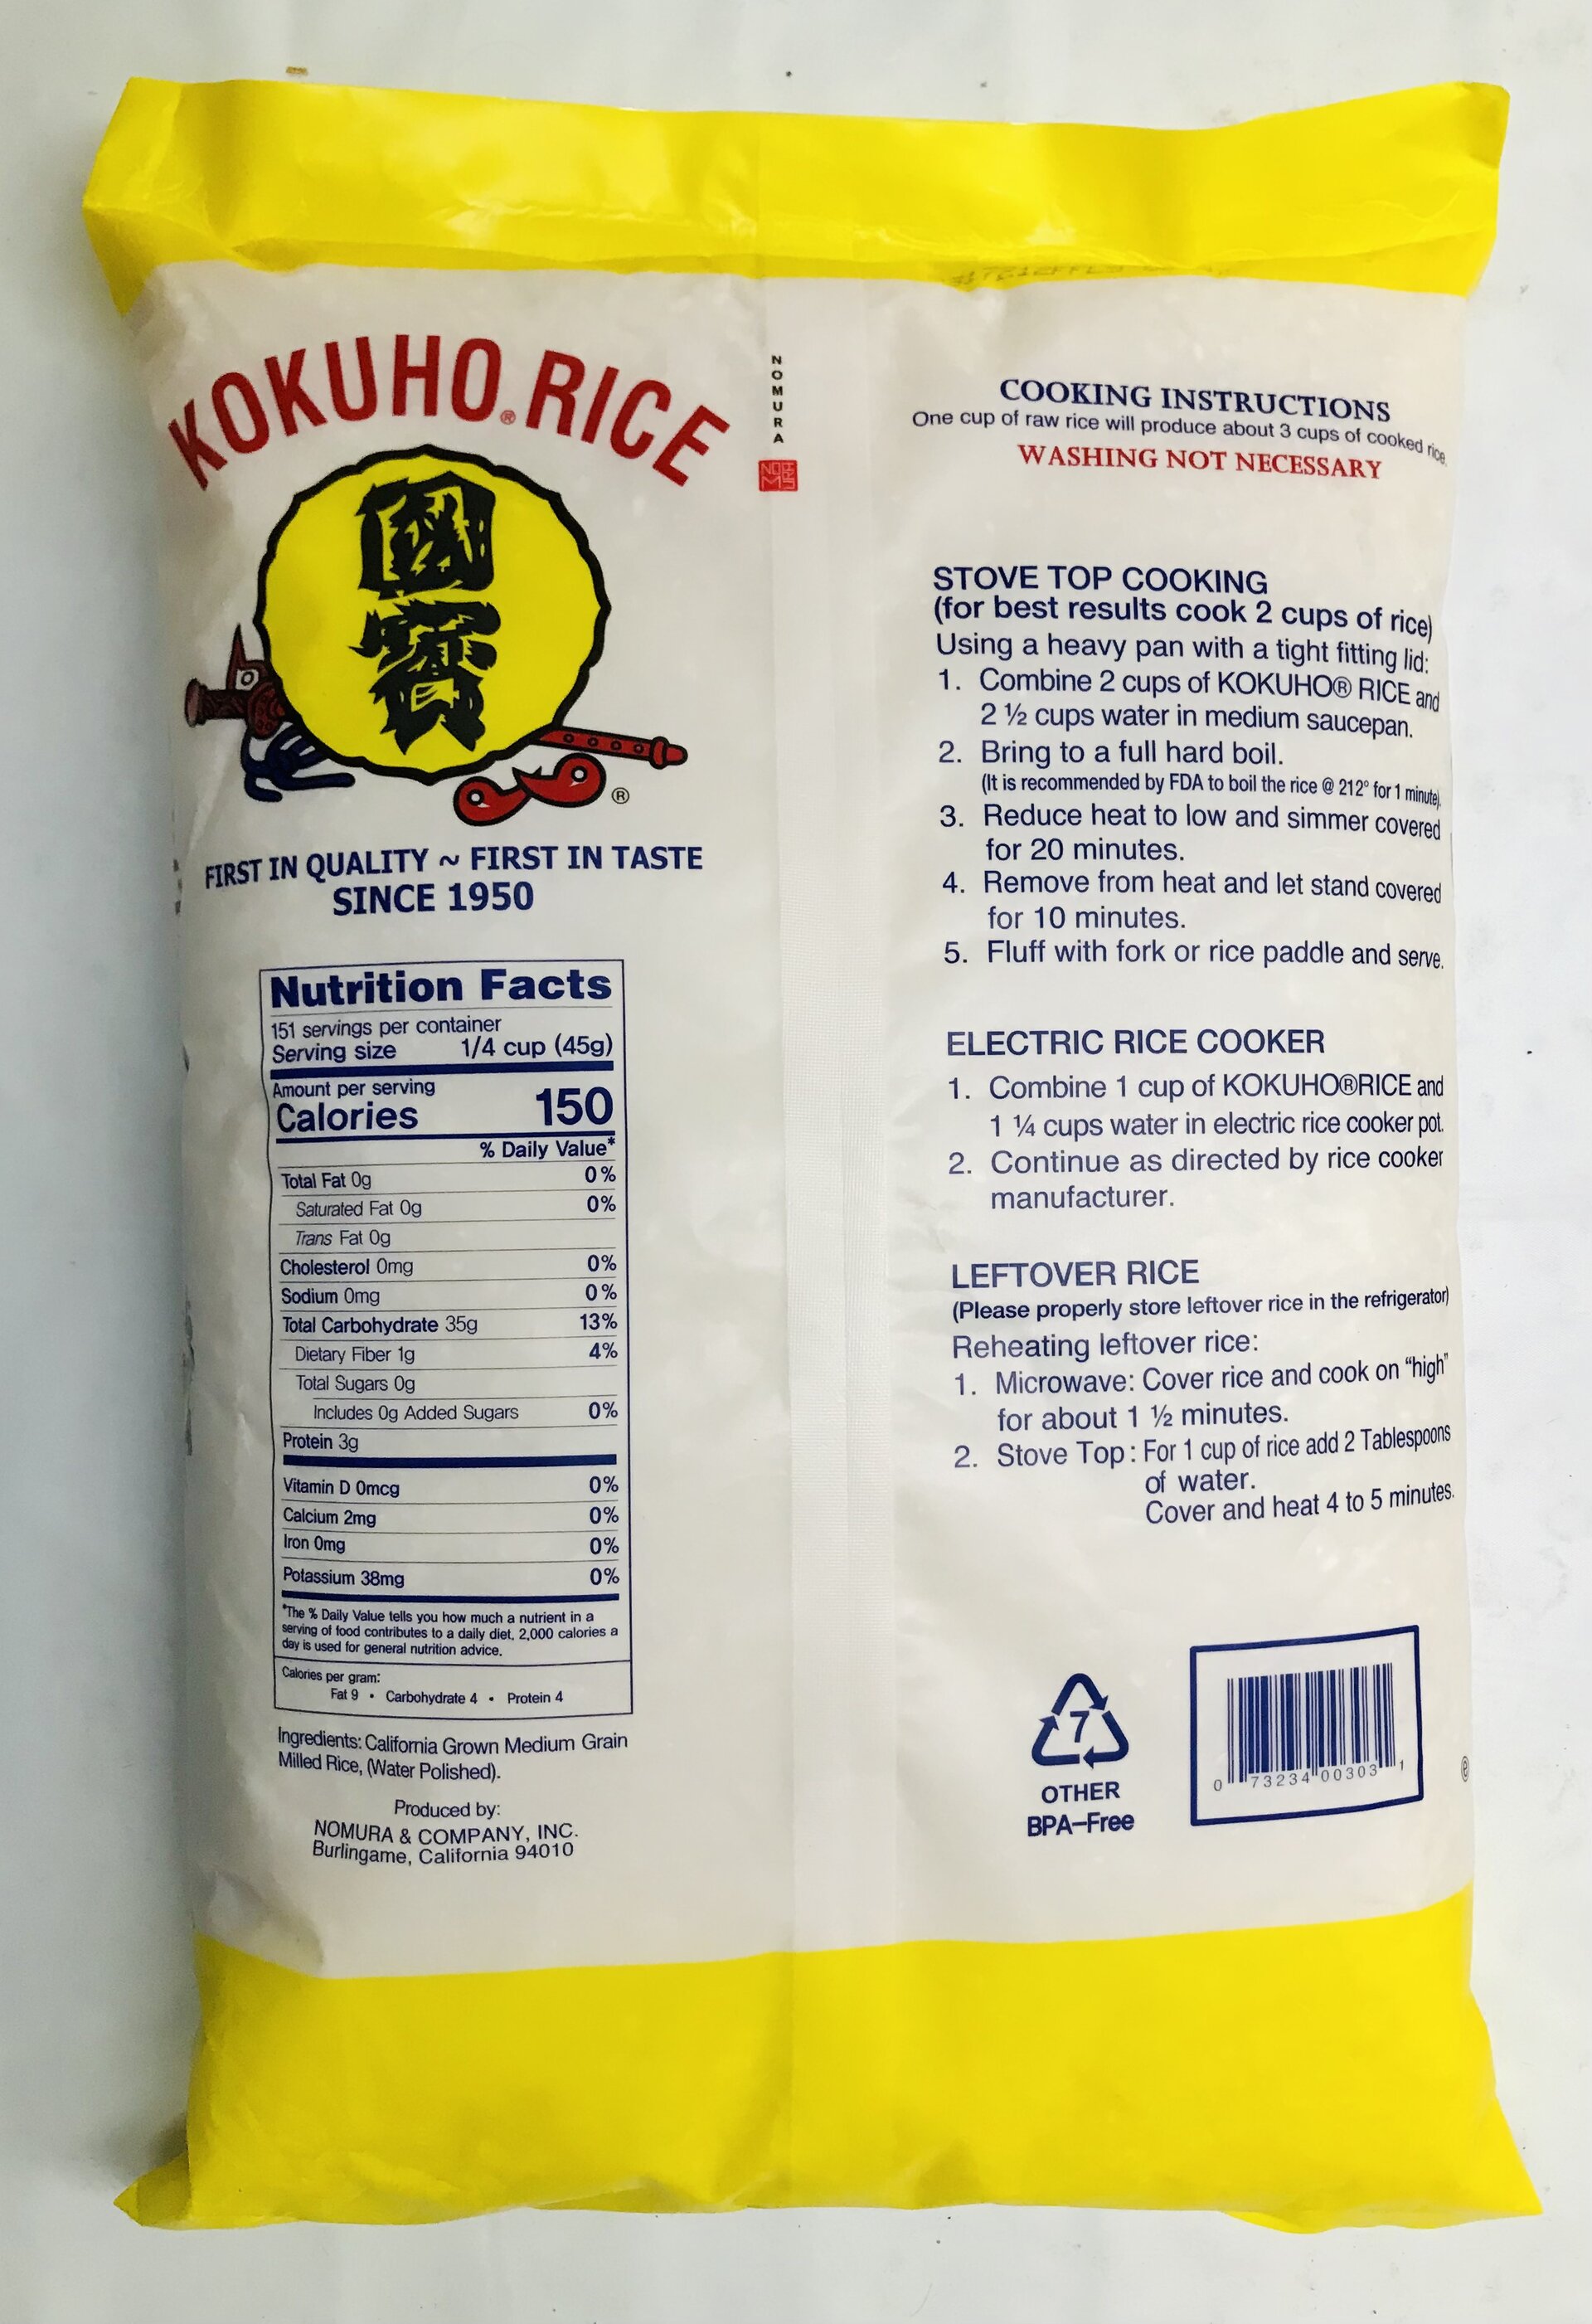 KOKUHO® RICE
國寳
®
FIRST IN QUALITY ~ FIRST IN TASTE
SINCE 1950
Nutrition Facts
151 servings per container
Serving size 1/4 cup (45g)
Amount per serving
Calories 150
% Daily Value*
Total Fat 0g 0%
Saturated Fat 0g 0%
Trans Fat 0g
Cholesterol 0mg 0%
Sodium 0mg 0%
Total Carbohydrate 35g 13%
Dietary Fiber 1g 4%
Total Sugars 0g
Includes 0g Added Sugars 0%
Protein 3g
Vitamin D 0mcg 0%
Calcium 2mg 0%
Iron 0mg 0%
Potassium 38mg 0%
*The % Daily Value tells you how much a nutrient in a
serving of food contributes to a daily diet, 2,000 calories a
day is used for general nutrition advice.
Calories per gram:
Fat 9 • Carbohydrate 4 • Protein 4
Ingredients: California Grown Medium Grain
Milled Rice, (Water Polished).
Produced by:
NOMURA & COMPANY, INC.
Burlingame, California 94010
NOMURA
COOKING INSTRUCTIONS
One cup of raw rice will produce about 3 cups of cooked rice.
WASHING NOT NECESSARY
STOVE TOP COOKING
(for best results cook 2 cups of rice)
Using a heavy pan with a tight fitting lid:
1. Combine 2 cups of KOKUHO® RICE and
2 ½ cups water in medium saucepan.
2. Bring to a full hard boil.
(It is recommended by FDA to boil the rice @ 212° for 1 minute).
3. Reduce heat to low and simmer covered
for 20 minutes.
4. Remove from heat and let stand covered
for 10 minutes.
5. Fluff with fork or rice paddle and serve.
ELECTRIC RICE COOKER
1. Combine 1 cup of KOKUHO®RICE and
1 ¼ cups water in electric rice cooker pot.
2. Continue as directed by rice cooker
manufacturer.
LEFTOVER RICE
(Please properly store leftover rice in the refrigerator)
Reheating leftover rice:
1. Microwave: Cover rice and cook on “high”
for about 1 ½ minutes.
2. Stove Top: For 1 cup of rice add 2 Tablespoons
of water.
Cover and heat 4 to 5 minutes.
7
OTHER
BPA–Free
0 73234 00303 1